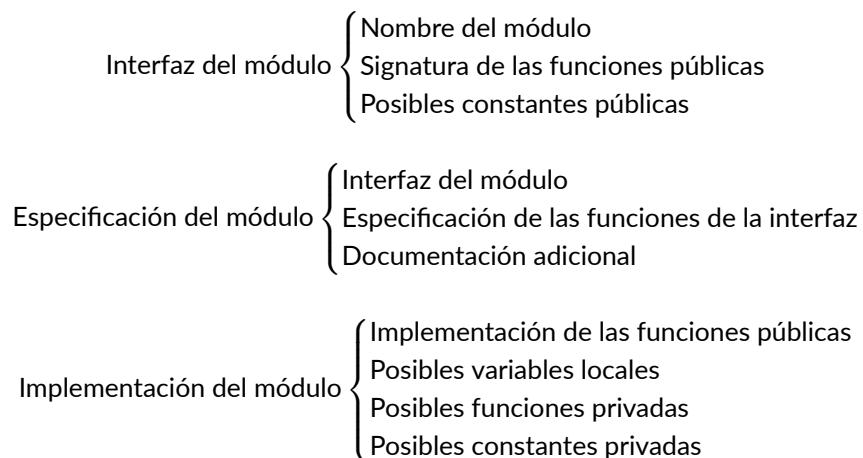 Interfaz del módulo
Nombre del módulo
Signatura de las funciones públicas
Posibles constantes públicas
Especificación del módulo
Interfaz del módulo
Especificación de las funciones de la interfaz
Documentación adicional
Implementación del módulo
Implementación de las funciones públicas
Posibles variables locales
Posibles funciones privadas
Posibles constantes privadas